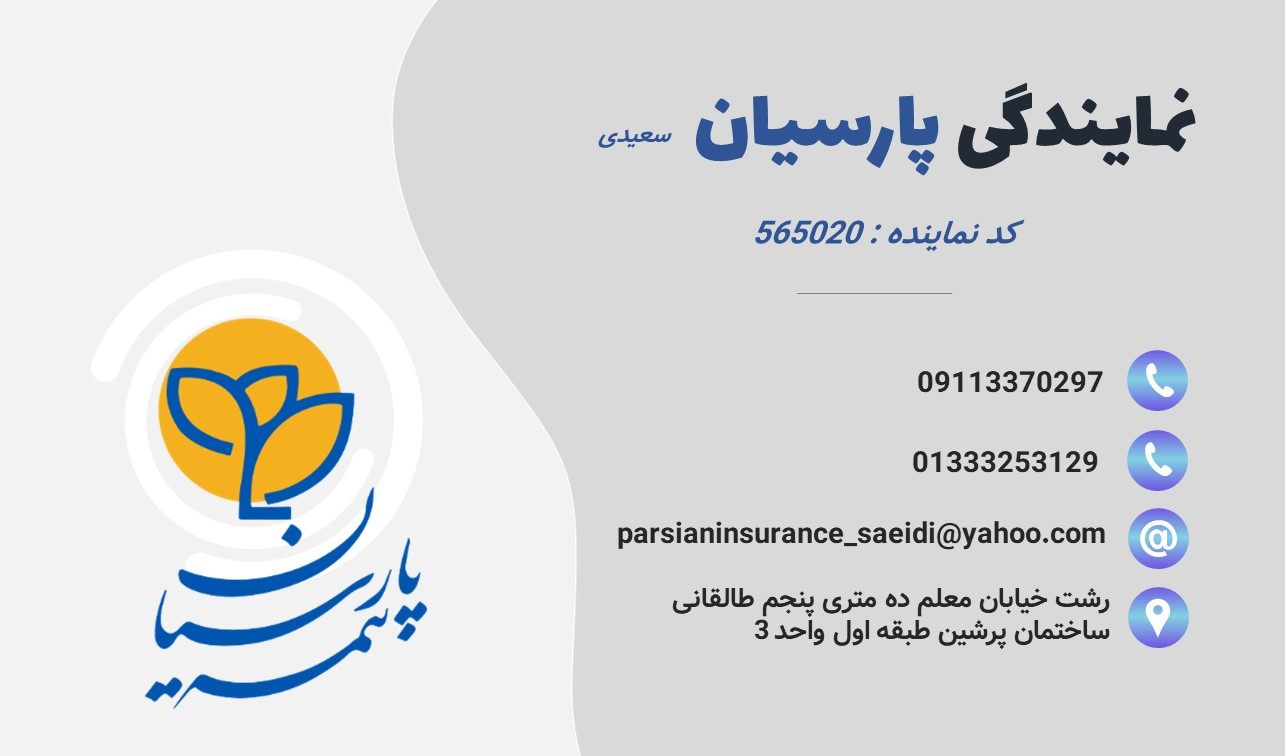 نمایندگی پارسیان سعیدی
کد نماینده : 565020
09113370297
01333253129
parsianinsurance_saeidi@yahoo.com
رشت خیابان معلم ده متری پنجم طالقانی
ساختمان پرشین طبقه اول واحد 3
بیمه پارسیان